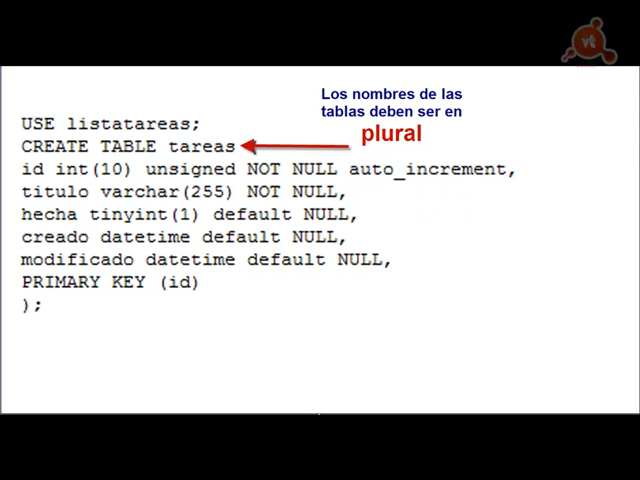 vt
Los nombres de las
tablas deben ser en
plural
USE listatareas;
CREATE TABLE tareas
id int(10) unsigned NOT NULL auto_increment,
titulo varchar(255) NOT NULL,
hecha tinyint(1) default NULL,
creado datetime default NULL,
modificado datetime default NULL,
PRIMARY KEY (id)
);